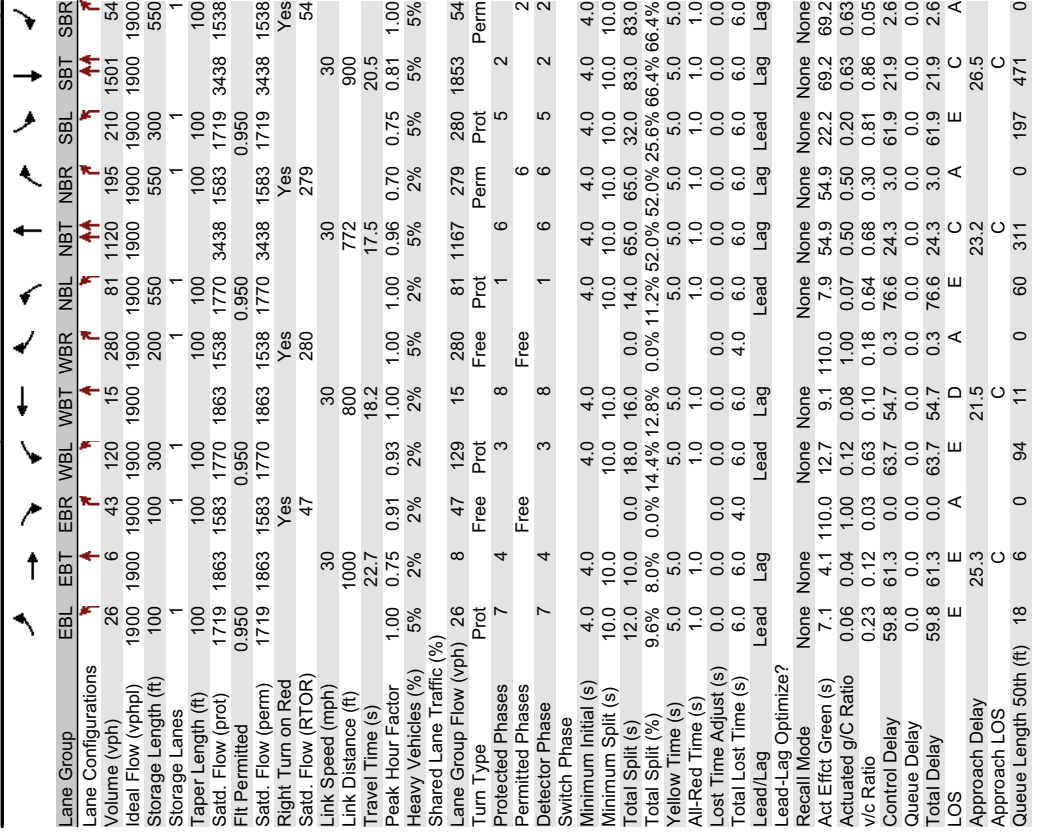 Lane Group EBL EBT EBR WBL WBT WBR NBL NBT NBR SBL SBT SBR
Lane Configurations
Volume (vph) 26 6 43 120 15 280 81 1120 195 210 1501 54
Ideal Flow (vphpl) 1900 1900 1900 1900 1900 1900 1900 1900 1900 1900 1900 1900
Storage Length (ft) 100 100 300 200 550 550 300 550
Storage Lanes 1 1 1 1 1 1 1 1
Taper Length (ft) 100 100 100 100 100 100 100 100
Satd. Flow (prot) 1719 1863 1583 1770 1863 1538 1770 3438 1583 1719 3438 1538
Flt Permitted 0.950 0.950 0.950 0.950
Satd. Flow (perm) 1719 1863 1583 1770 1863 1538 1770 3438 1583 1719 3438 1538
Right Turn on Red Yes Yes Yes Yes
Satd. Flow (RTOR) 47 280 279 54
Link Speed (mph) 30 30 30 30
Link Distance (ft) 1000 800 772 900
Travel Time (s) 22.7 18.2 17.5 20.5
Peak Hour Factor 1.00 0.75 0.91 0.93 1.00 1.00 1.00 0.96 0.70 0.75 0.81 1.00
Heavy Vehicles (%) 5% 2% 2% 2% 2% 5% 2% 5% 2% 5% 5% 5%
Shared Lane Traffic (%)
Lane Group Flow (vph) 26 8 47 129 15 280 81 1167 279 280 1853 54
Turn Type Prot Free Prot Free Prot Perm Prot Perm
Protected Phases 7 4 3 8 1 6 5 2
Permitted Phases Free Free 6 2
Detector Phase 7 4 3 8 1 6 6 5 2 2
Switch Phase
Minimum Initial (s) 4.0 4.0 4.0 4.0 4.0 4.0 4.0 4.0 4.0 4.0
Minimum Split (s) 10.0 10.0 10.0 10.0 10.0 10.0 10.0 10.0 10.0 10.0
Total Split (s) 12.0 10.0 0.0 18.0 16.0 0.0 14.0 65.0 65.0 32.0 83.0 83.0
Total Split (%) 9.6% 8.0% 0.0% 14.4% 12.8% 0.0% 11.2% 52.0% 52.0% 25.6% 66.4% 66.4%
Yellow Time (s) 5.0 5.0 5.0 5.0 5.0 5.0 5.0 5.0 5.0 5.0
All-Red Time (s) 1.0 1.0 1.0 1.0 1.0 1.0 1.0 1.0 1.0 1.0
Lost Time Adjust (s) 0.0 0.0 0.0 0.0 0.0 0.0 0.0 0.0 0.0 0.0 0.0 0.0
Total Lost Time (s) 6.0 6.0 4.0 6.0 6.0 4.0 6.0 6.0 6.0 6.0 6.0 6.0
Lead/Lag Lead Lag Lead Lag Lead Lag Lag Lead Lag Lag
Lead-Lag Optimize?
Recall Mode None None None None None None None None None None
Act Effct Green (s) 7.1 4.1 110.0 12.7 9.1 110.0 7.9 54.9 54.9 22.2 69.2 69.2
Actuated g/C Ratio 0.06 0.04 1.00 0.12 0.08 1.00 0.07 0.50 0.50 0.20 0.63 0.63
v/c Ratio 0.23 0.12 0.03 0.63 0.10 0.18 0.64 0.68 0.30 0.81 0.86 0.05
Control Delay 59.8 61.3 0.0 63.7 54.7 0.3 76.6 24.3 3.0 61.9 21.9 2.6
Queue Delay 0.0 0.0 0.0 0.0 0.0 0.0 0.0 0.0 0.0 0.0 0.0 0.0
Total Delay 59.8 61.3 0.0 63.7 54.7 0.3 76.6 24.3 3.0 61.9 21.9 2.6
LOS E E A E D A E C A E C A
Approach Delay 25.3 21.5 23.2 26.5
Approach LOS C C C C
Queue Length 50th (ft) 18 6 0 94 11 0 60 311 0 197 471 0